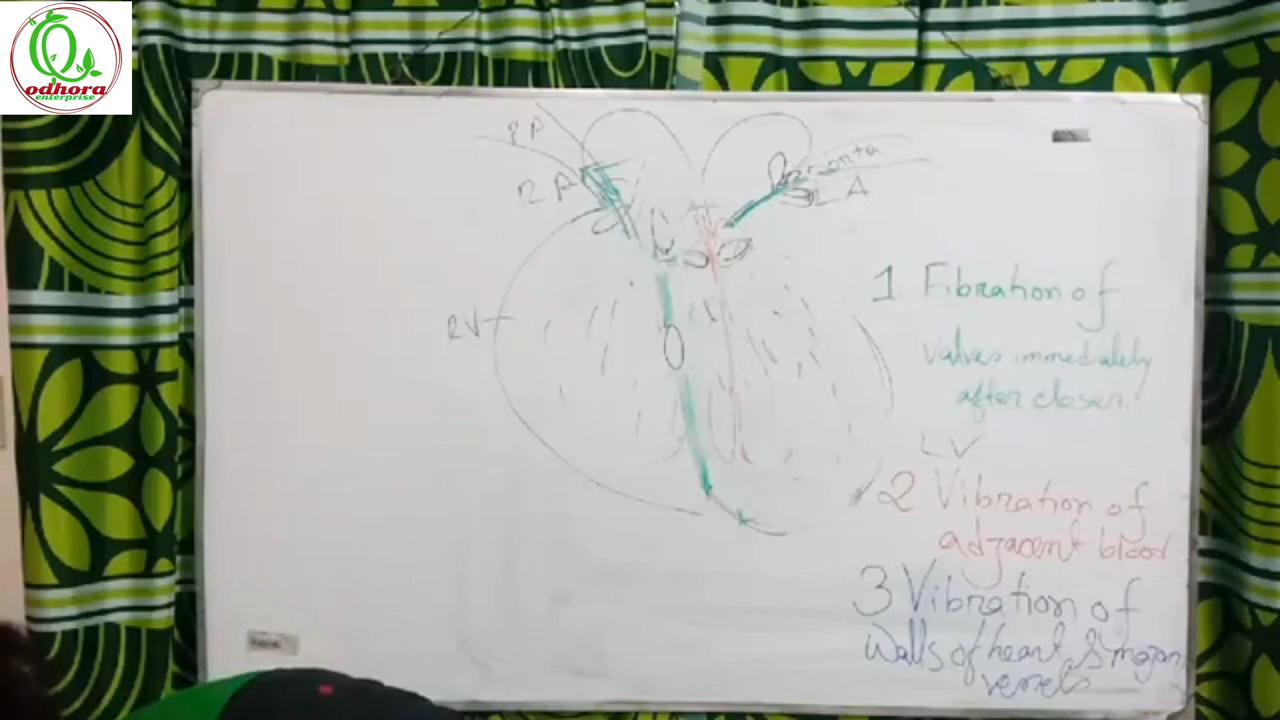 odhora
enterprise
PA
RA
RV
LA
1 Fibration of
valves immediately
after closer.
LV
2 Vibration of
adjacent blood
3 Vibration of
walls of heart & major
vessels